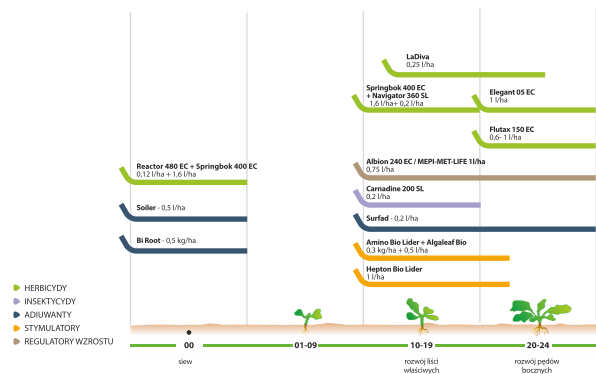 LaDiva
0,25 l/ha
Springbok 400 EC
+ Navigator 360 SL
1,6 l/ha+ 0,2 l/ha
Elegant 05 EC
1 l/ha
Flutax 150 EC
0,6- 1 l/ha
Reactor 480 EC + Springbok 400 EC
0,12 l/ha + 1,6 l/ha
Albion 240 EC / MEPI-MET-LIFE 1l/ha
0,75 l/ha
Carnadine 200 SL
0,2 l/ha
Soiler - 0,5 l/ha
Surfad - 0,2 l/ha
Bi Root - 0,5 kg/ha
Amino Bio Lider + Algaleaf Bio
0,3 kg/ha + 0,5 l/ha
Hepton Bio Lider
1 l/ha
HERBICYDY
INSEKTYCYDY
ADIUWANTY
STYMULATORY
REGULATORY WZROSTU
00
01-09
10-19
20-24
siew
rozwój liści
właściwych
rozwój pędów
bocznych